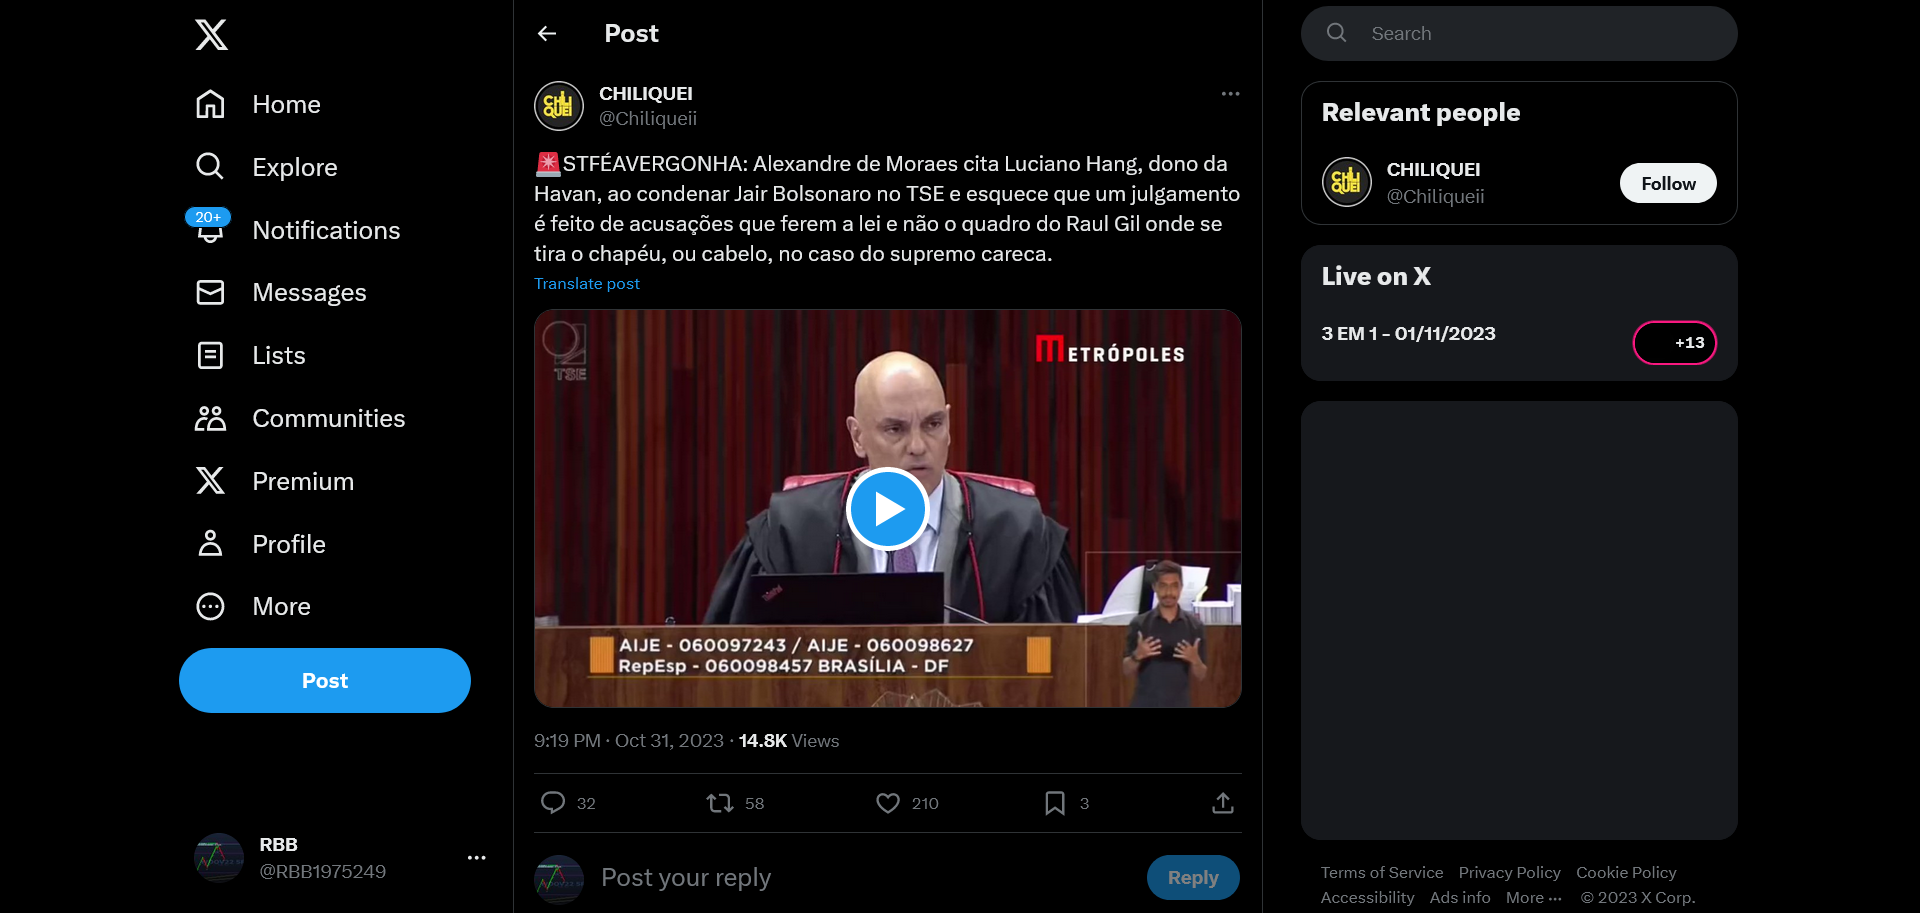 Home
Explore
20+
Notifications
Messages
Lists
Communities
Premium
Profile
More
Post
RBB
@RBB1975249
Post
CHILIQUEI
@Chiliqueii
🚨STFÉAVERGONHA: Alexandre de Moraes cita Luciano Hang, dono da
Havan, ao condenar Jair Bolsonaro no TSE e esquece que um julgamento
é feito de acusações que ferem a lei e não o quadro do Raul Gil onde se
tira o chapéu, ou cabelo, no caso do supremo careca.
Translate post
TSE
METRÓPOLES
AIJE - 060097243 / AIJE - 060098627
RepEsp - 060098457 BRASÍLIA - DF
9:19 PM · Oct 31, 2023 · 14.8K Views
32
58
210
3
Post your reply
Reply
Search
Relevant people
CHILIQUEI
@Chiliqueii
Follow
Live on X
3 EM 1 - 01/11/2023
+13
Terms of Service Privacy Policy Cookie Policy
Accessibility Ads info More ··· © 2023 X Corp.